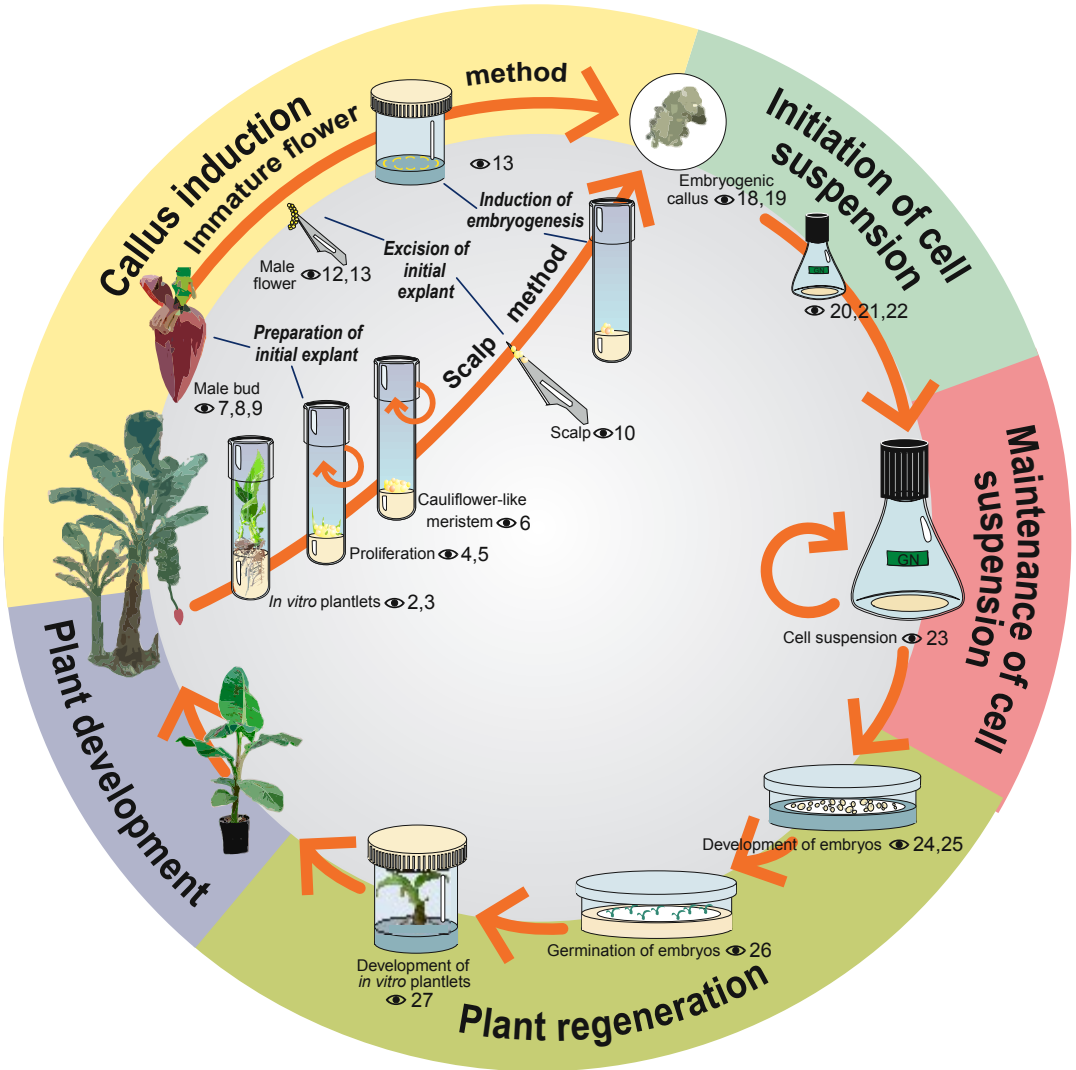 Callus induction
Immature flower
method
13
Induction of
embryogenesis
Embryogenic
callus 18,19
Initiation of cell
suspension
GN
20,21,22
Excision of
initial
explant
Male
flower
12,13
Preparation of
initial explant
Male bud
7,8,9
Scalp method
Scalp 10
Cauliflower-like
meristem 6
Proliferation 4,5
In vitro plantlets 2,3
Maintenance of cell
suspension
GN
Cell suspension 23
Development of embryos 24,25
Germination of embryos 26
Development of
in vitro plantlets
27
Plant regeneration
Plant development